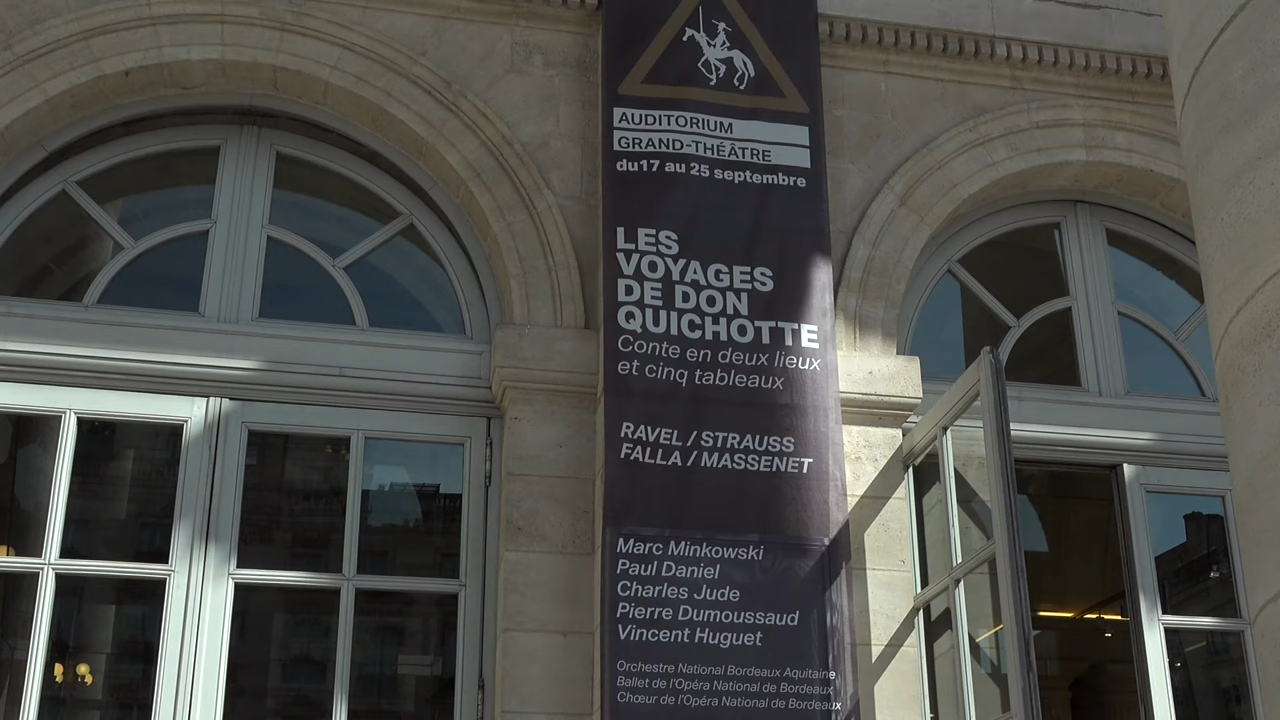 AUDITORIUM
GRAND-THÉÂTRE
du17 au 25 septembre
LES
VOYAGES
DE DON
QUICHOTTE
Conte en deux lieux
et cinq tableaux
RAVEL / STRAUSS
FALLA / MASSENET
Marc Minkowski
Paul Daniel
Charles Jude
Pierre Dumoussaud
Vincent Huguet
Orchestre National Bordeaux Aquitaine
Ballet de l'Opéra National de Bordeaux
Chœur de l'Opéra National de Bordeaux